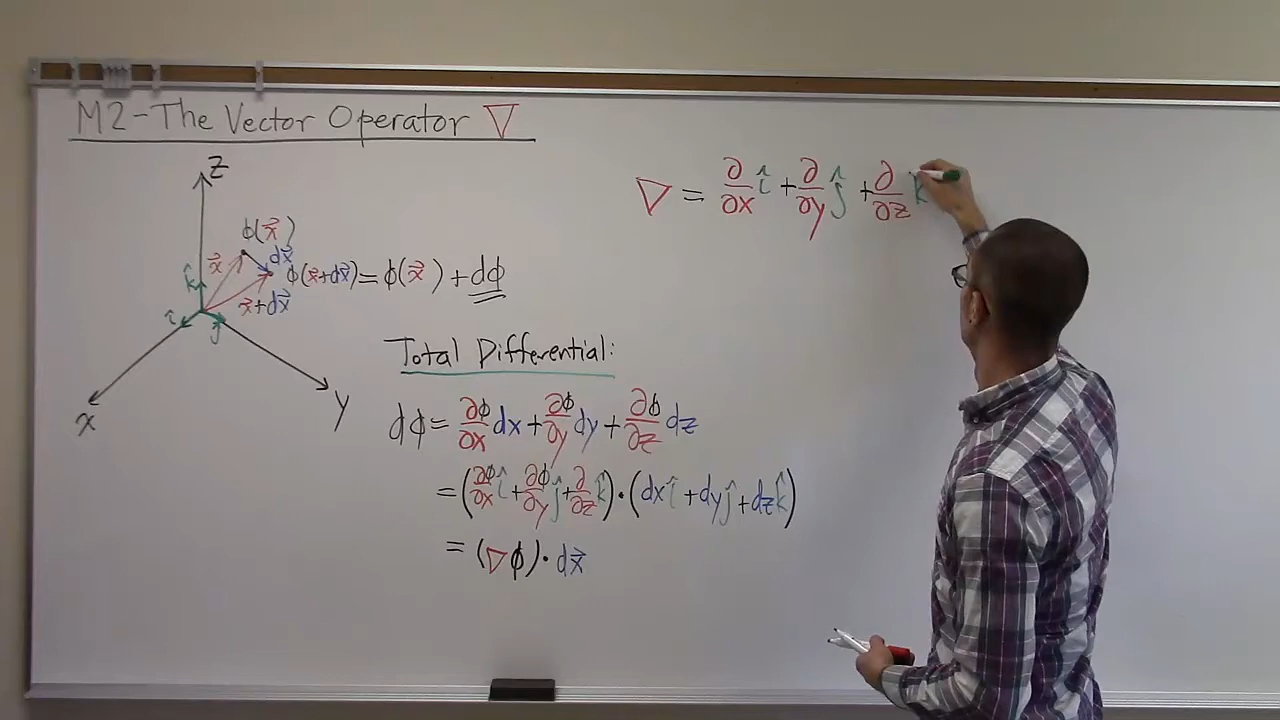 M2-The Vector Operator ∇
z
φ(x⃗)
dx⃗
x⃗
φ(x⃗+dx⃗)=φ(x⃗)+dφ
k̂
x⃗+dx⃗
î
ĵ
x
y
Total Differential:
dφ= ∂φ/∂x dx+∂φ/∂y dy+∂φ/∂z dz
=(∂φ/∂x î+∂φ/∂y ĵ+∂/∂z k̂)·(dx î+dy ĵ+dz k̂)
=(∇φ)·dx⃗
∇ = ∂/∂x î+∂/∂y ĵ+∂/∂z k̂